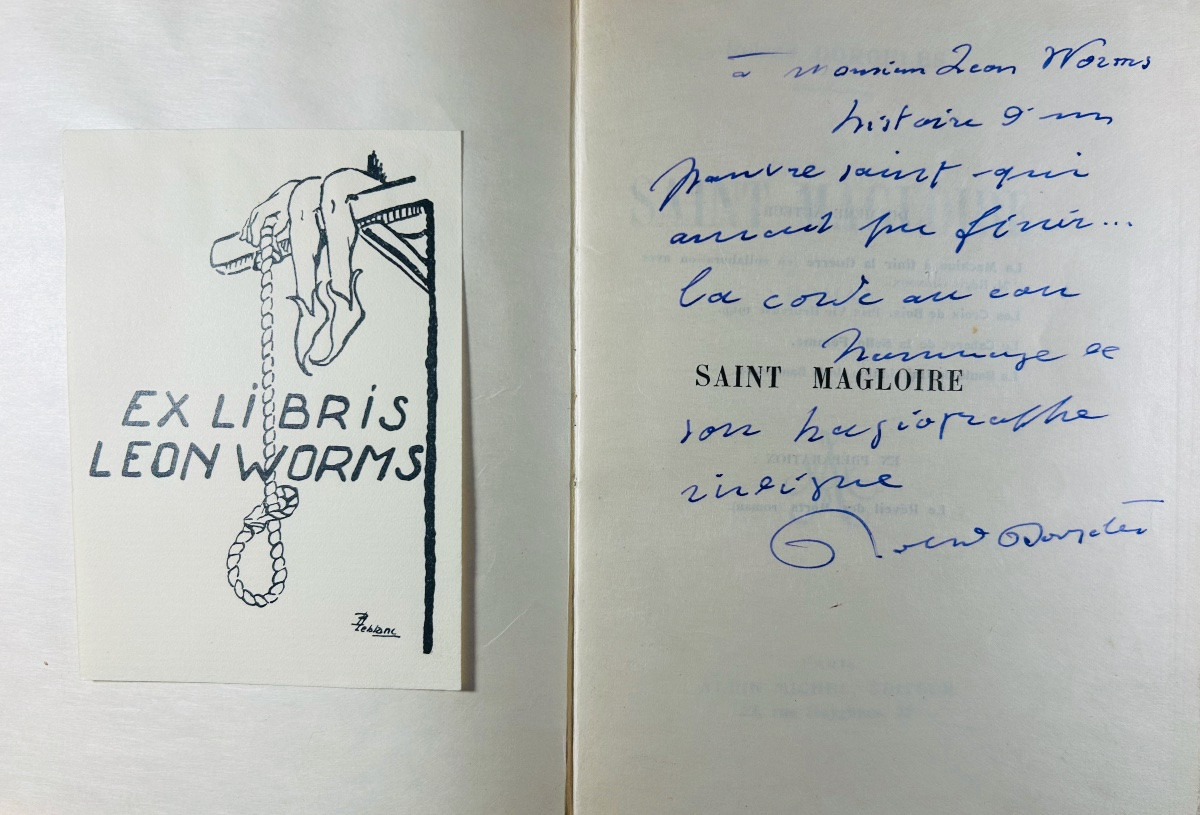 EX LIBRIS
LEON WORMS
Leblanc
à Monsieur Leon Worms
histoire d'un
pauvre saint qui
aurait pu finir...
la corde au cou
hommage de
SAINT MAGLOIRE
son hagiographe
indigne
Roland Dorgelès